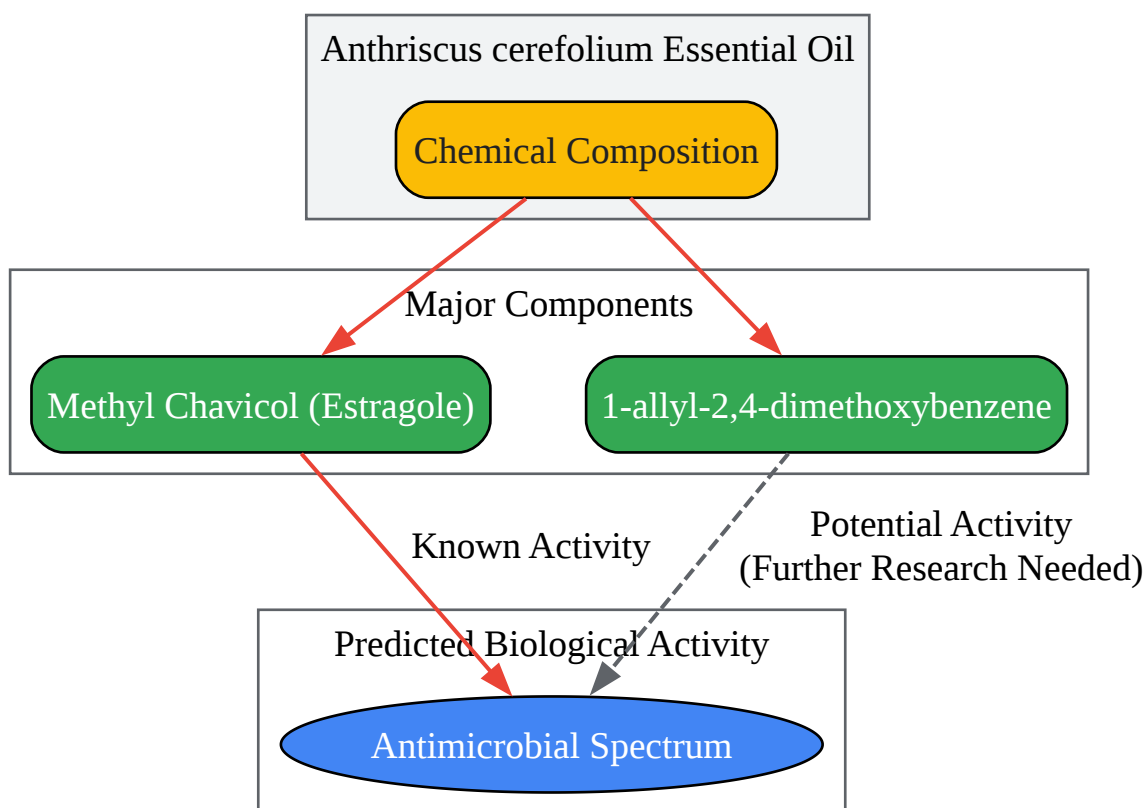 Anthriscus cerefolium Essential Oil
Chemical Composition
Major Components
Methyl Chavicol (Estragole)
1-allyl-2,4-dimethoxybenzene
Known Activity
Potential Activity
(Further Research Needed)
Predicted Biological Activity
Antimicrobial Spectrum